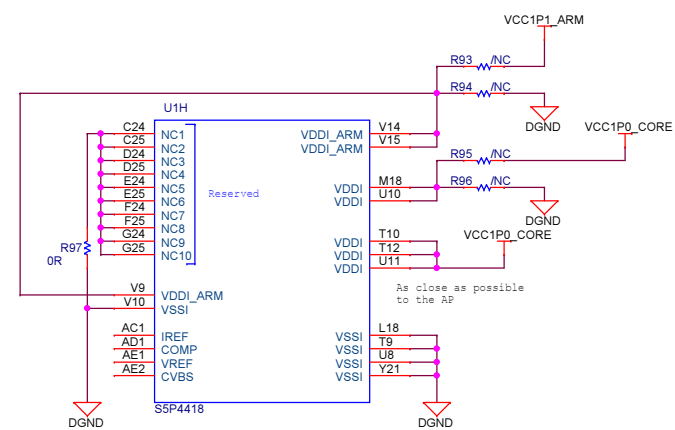 VCC1P1_ARM
R93 /NC
R94 /NC
U1H
DGND
VCC1P0_CORE
C24 NC1 VDDI_ARM V14
C25 NC2 VDDI_ARM V15
D24 NC3
D25 NC4
R95 /NC
E24 NC5 VDDI M18
E25 NC6 Reserved VDDI U10
R96 /NC
F24 NC7
F25 NC8
DGND
VCC1P0_CORE
G24 NC9 VDDI T10
G25 NC10 VDDI T12
VDDI U11
R97
0R
As close as possible
to the AP
V9 VDDI_ARM
V10 VSSI
AC1 IREF VSSI L18
AD1 COMP VSSI T9
AE1 VREF VSSI U8
AE2 CVBS VSSI Y21
S5P4418
DGND
DGND